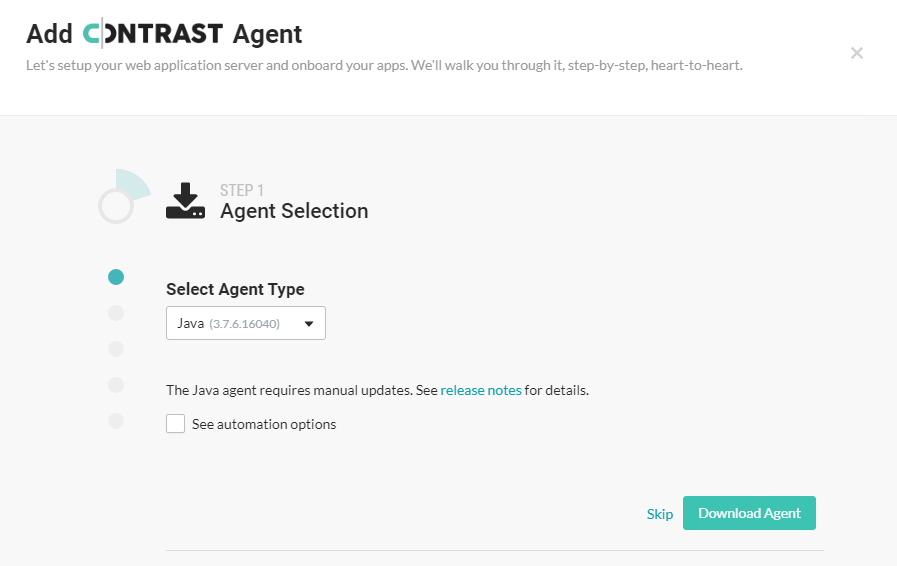 Add CONTRAST Agent
Let's setup your web application server and onboard your apps. We'll walk you through it, step-by-step, heart-to-heart.
STEP 1
Agent Selection
Select Agent Type
Java (3.7.6.16040)
The Java agent requires manual updates. See release notes for details.
See automation options
Skip Download Agent